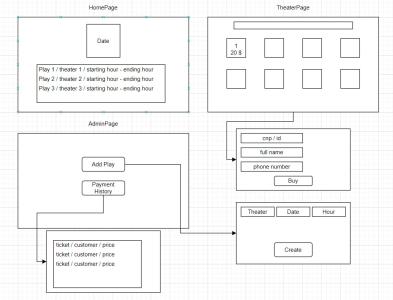 HomePage
Date
Play 1 / theater 1 / starting hour - ending hour
Play 2 / theater 2 / starting hour - ending hour
Play 3 / theater 3 / starting hour - ending hour
TheaterPage
1
20 $
AdminPage
Add Play
Payment
History
cnp / id
full name
phone number
Buy
ticket / customer / price
ticket / customer / price
ticket / customer / price
Theater
Date
Hour
Create